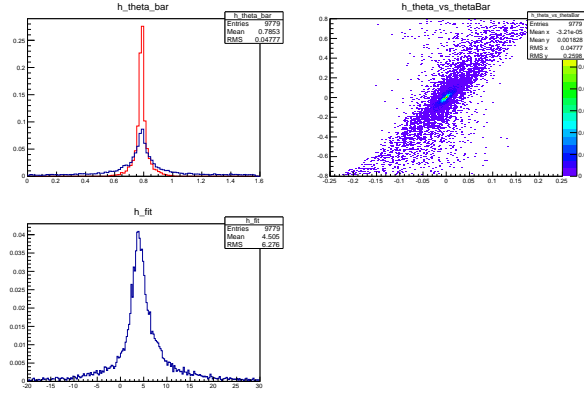 h_theta_bar
h_theta_bar
Entries 9779
Mean 0.7853
RMS 0.04777
0.25
0.2
0.15
0.1
0.05
0
0 0.2 0.4 0.6 0.8 1 1.2 1.4 1.6
h_theta_vs_thetaBar
h_theta_vs_thetaBar
Entries 9779
Mean x -3.21e-05
Mean y 0.001828
RMS x 0.04777
RMS y 0.2598
0.8
0.6
0.4
0.2
0
-0.2
-0.4
-0.6
-0.8
-0.25 -0.2 -0.15 -0.1 -0.05 0 0.05 0.1 0.15 0.2 0.25
0
h_fit
h_fit
Entries 9779
Mean 4.505
RMS 6.276
0.04
0.035
0.03
0.025
0.02
0.015
0.01
0.005
0
-20 -15 -10 -5 0 5 10 15 20 25 30